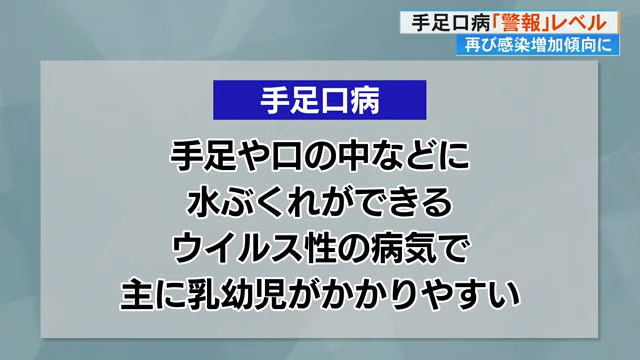 手足口病「警報」レベル
再び感染増加傾向に
手足口病
手足や口の中などに
水ぶくれができる
ウイルス性の病気で
主に乳幼児がかかりやすい